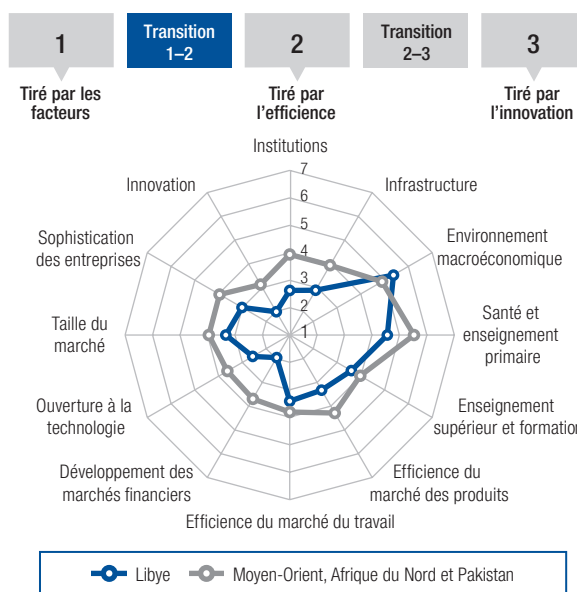 1
Transition
1–2
2
Transition
2–3
3
Tiré par les
facteurs
Tiré par
l'efficience
Tiré par
l'innovation
Institutions
7
6
5
4
3
2
1
Infrastructure
Environnement
macroéconomique
Santé et
enseignement
primaire
Enseignement
supérieur et formation
Efficience du
marché des produits
Efficience du marché du travail
Développement des
marchés financiers
Ouverture à la
technologie
Taille du
marché
Sophistication
des entreprises
Innovation
Libye
Moyen-Orient, Afrique du Nord et Pakistan